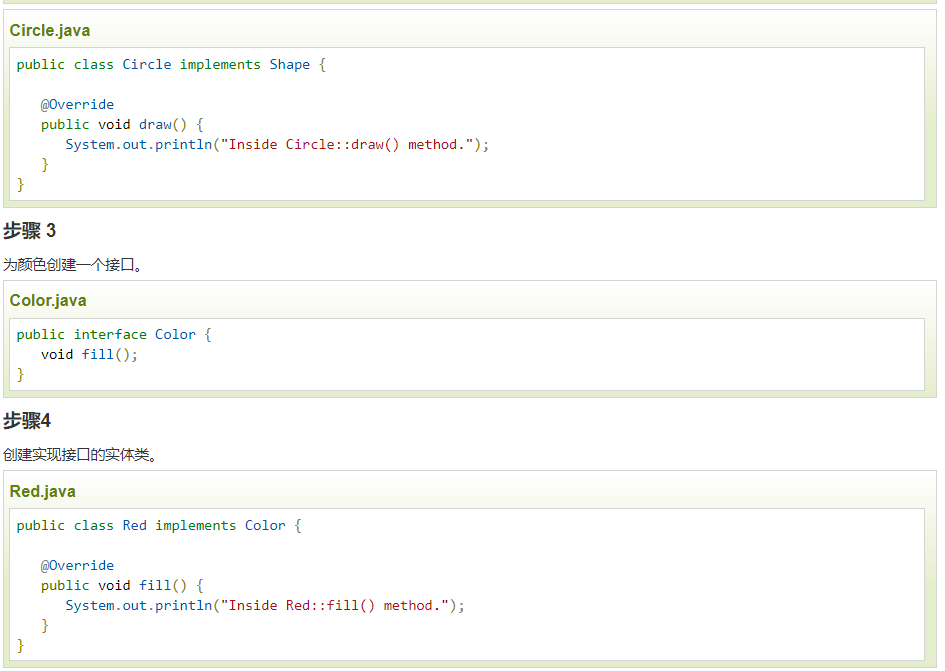 Circle.java
public class Circle implements Shape {
@Override
public void draw() {
System.out.println("Inside Circle::draw() method.");
}
}
步骤 3
为颜色创建一个接口。
Color.java
public interface Color {
void fill();
}
步骤4
创建实现接口的实体类。
Red.java
public class Red implements Color {
@Override
public void fill() {
System.out.println("Inside Red::fill() method.");
}
}